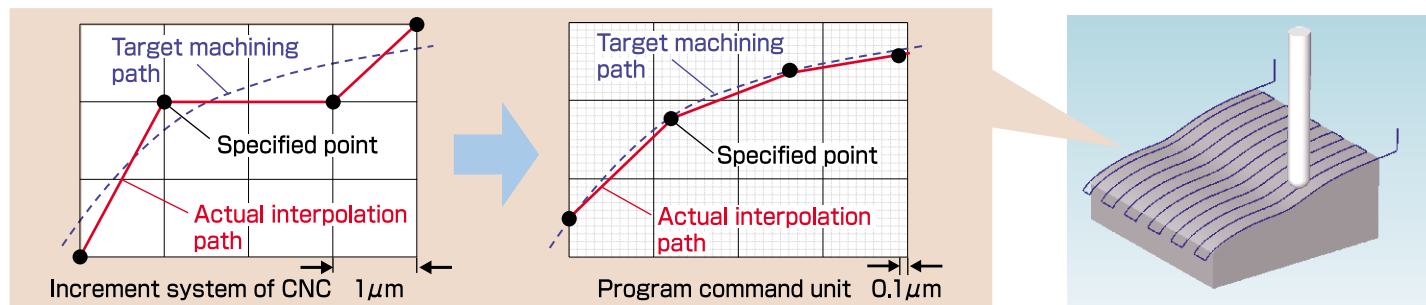 Target machining
path
Specified point
Actual interpolation
path
Increment system of CNC 1μm
Target machining
path
Specified point
Actual interpolation
path
Program command unit 0.1μm